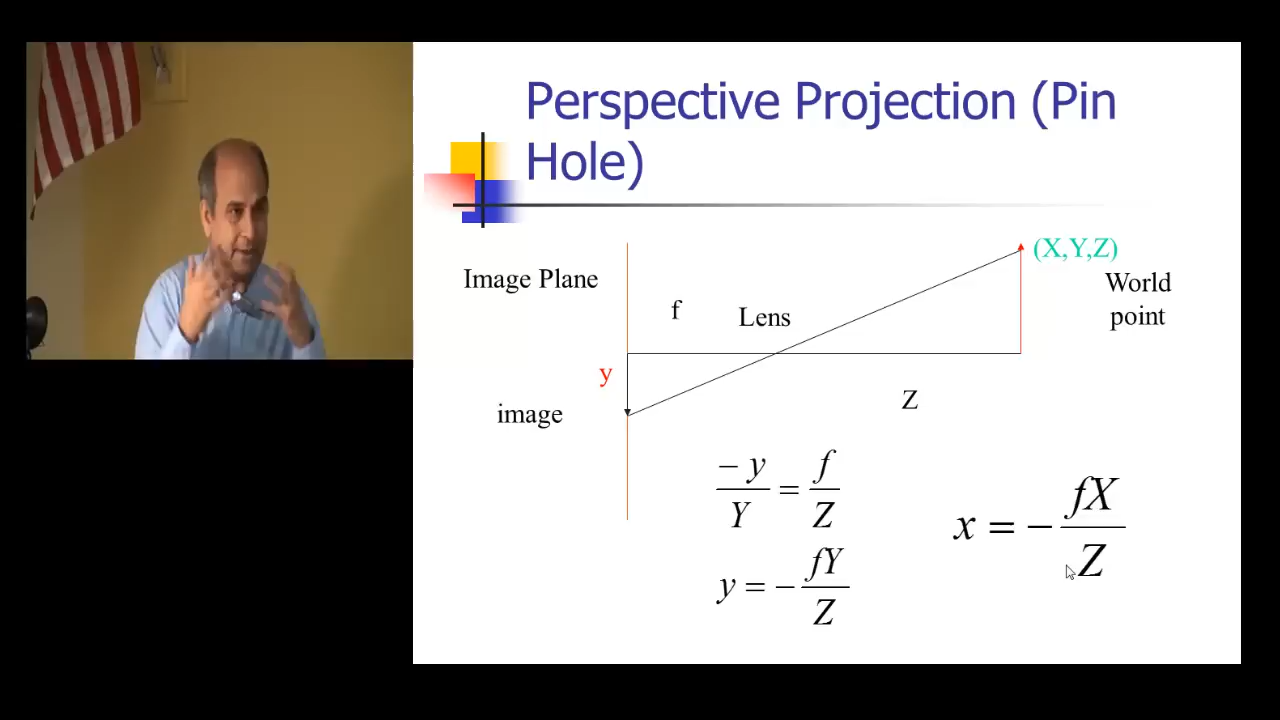 Perspective Projection (Pin
Hole)
(X,Y,Z)
Image Plane
World
point
f
Lens
y
Z
image
-y/Y = f/Z
x = - fX/Z
y = - fY/Z